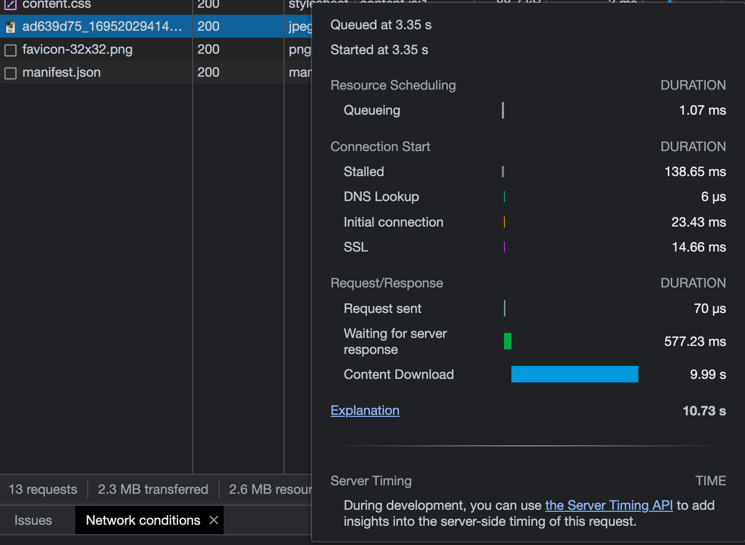 content.css 200 stylesheet
ad639d75_16952029414... 200 jpeg
favicon-32x32.png 200 png
manifest.json 200 man
Queued at 3.35 s
Started at 3.35 s
Resource Scheduling DURATION
Queueing 1.07 ms
Connection Start DURATION
Stalled 138.65 ms
DNS Lookup 6 μs
Initial connection 23.43 ms
SSL 14.66 ms
Request/Response DURATION
Request sent 70 μs
Waiting for server
response 577.23 ms
Content Download 9.99 s
Explanation 10.73 s
Server Timing TIME
During development, you can use the Server Timing API to add
insights into the server-side timing of this request.
13 requests 2.3 MB transferred 2.6 MB resour
Issues Network conditions ✕